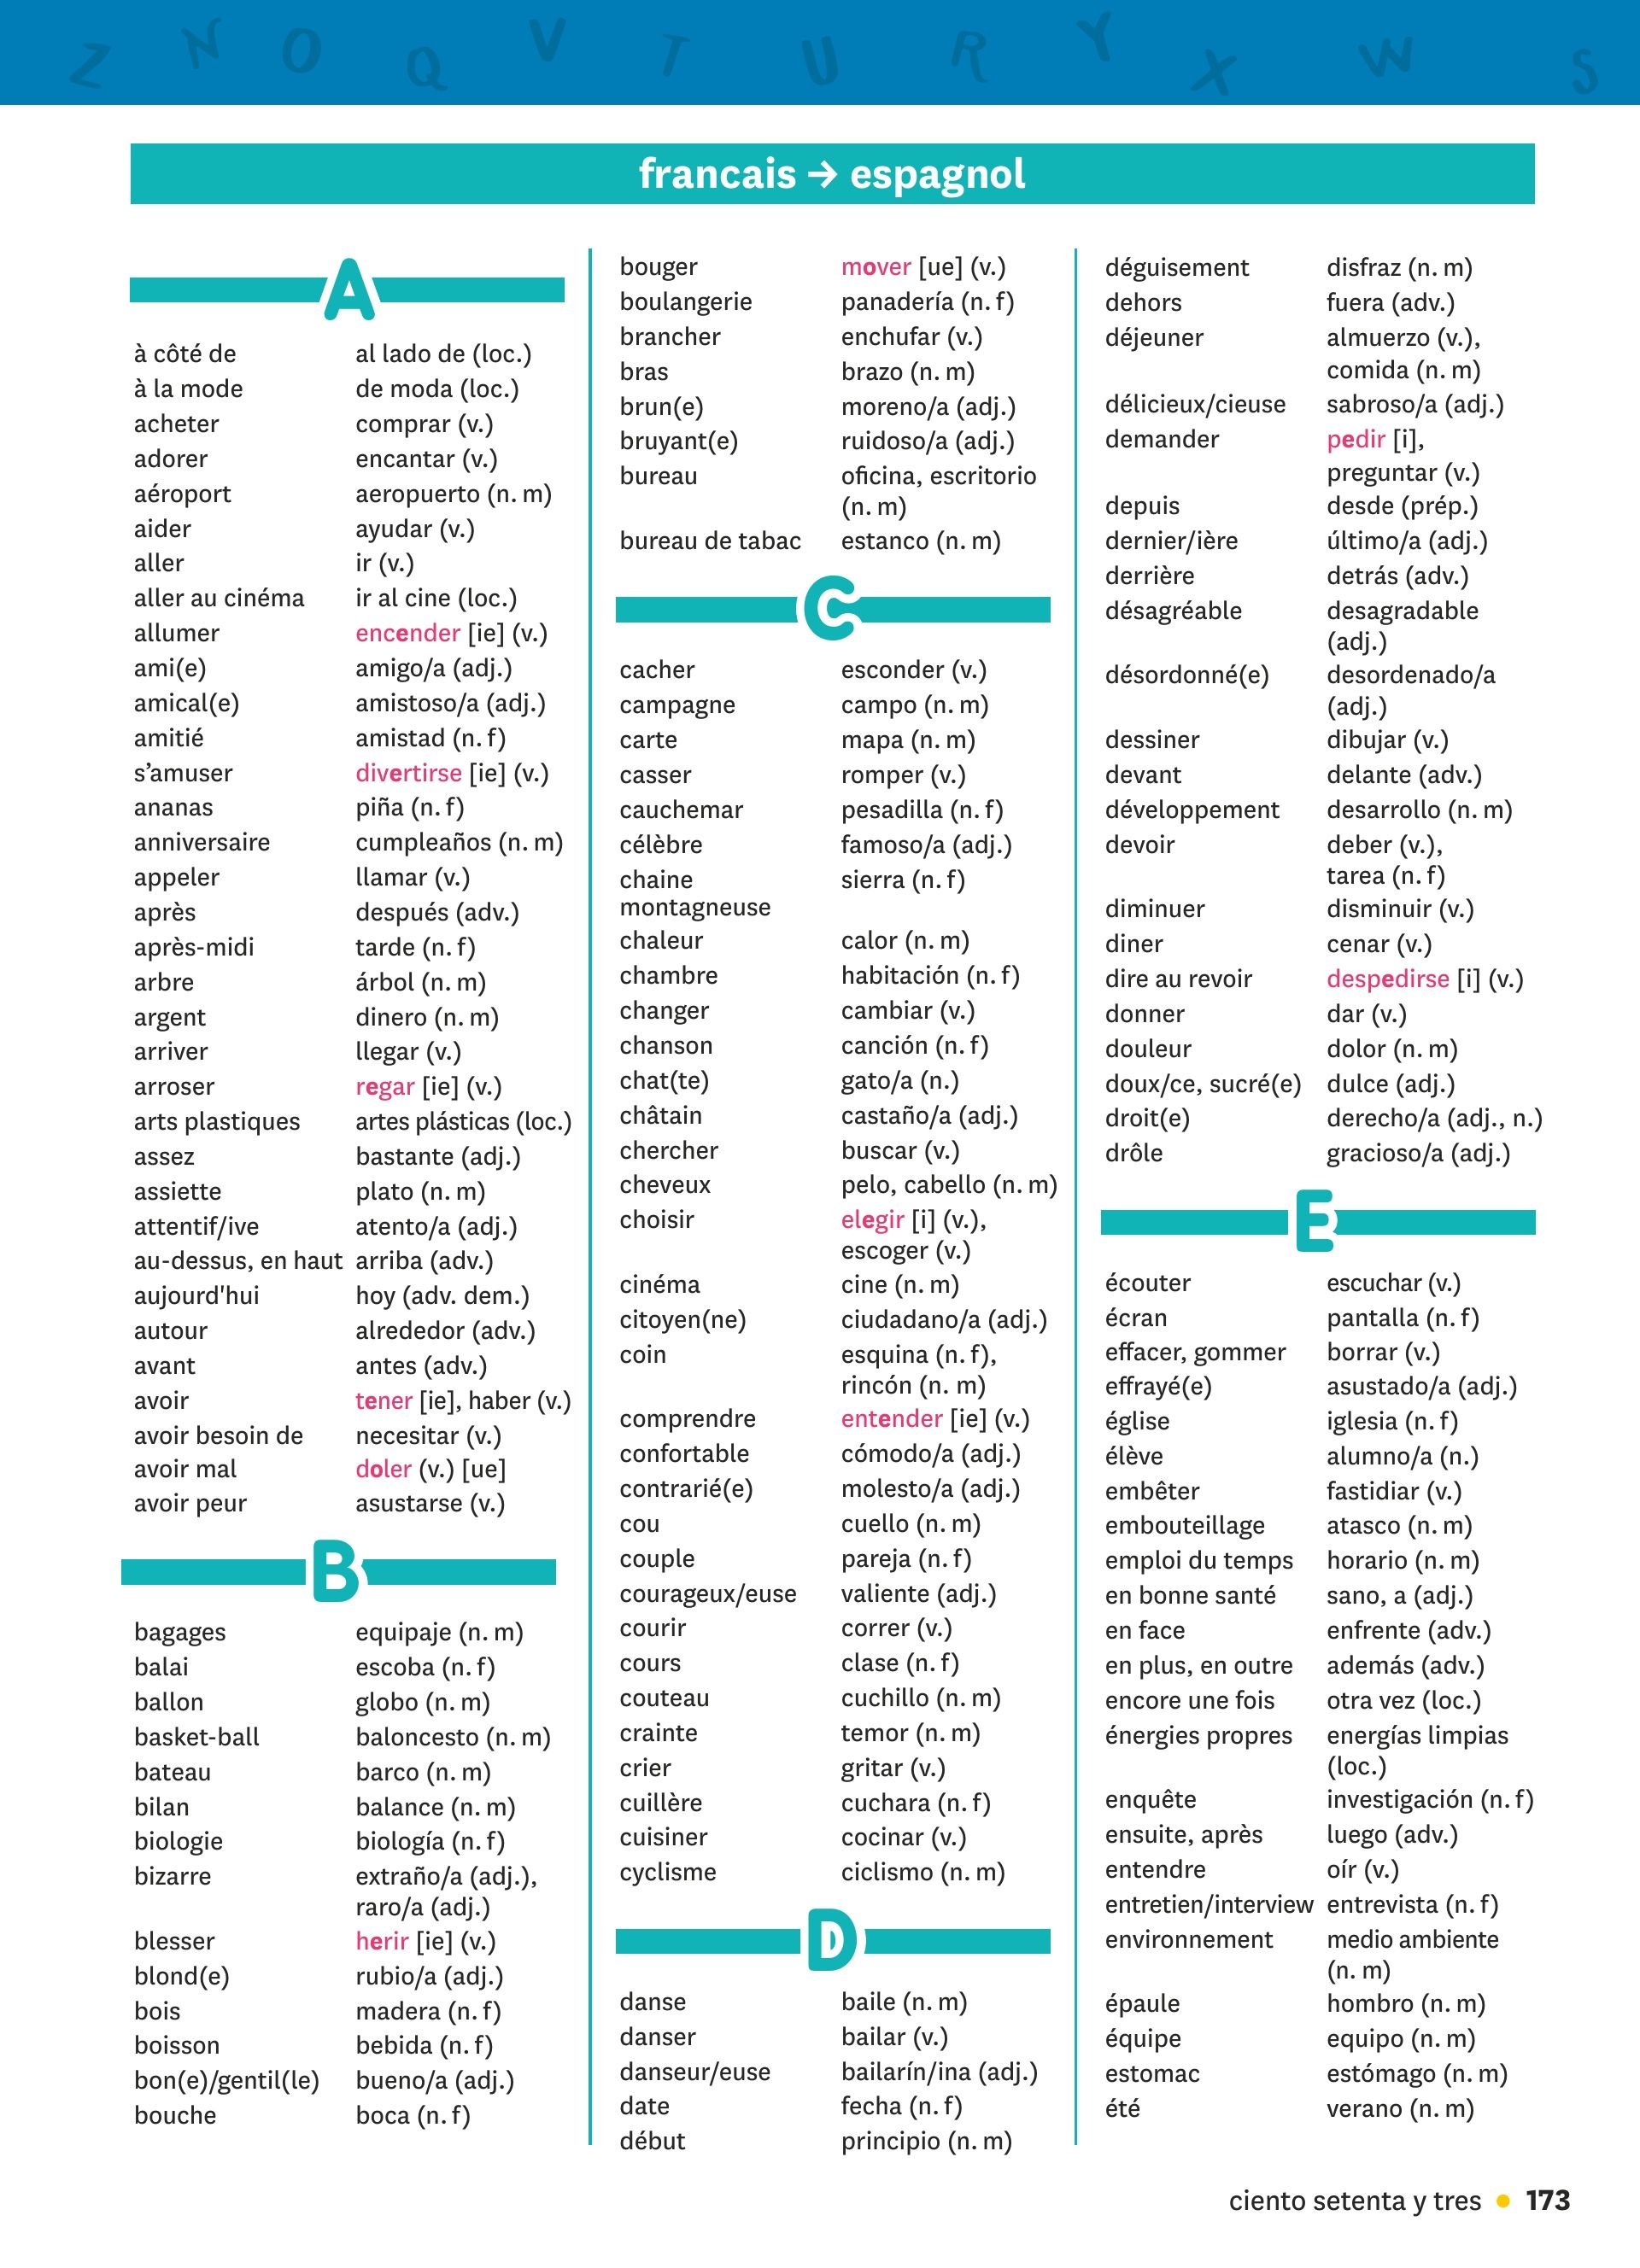 Z N O Q V T U R Y X W S
francais → espagnol
A
à côté de al lado de (loc.)
à la mode de moda (loc.)
acheter comprar (v.)
adorer encantar (v.)
aéroport aeropuerto (n. m)
aider ayudar (v.)
aller ir (v.)
aller au cinéma ir al cine (loc.)
allumer encender [ie] (v.)
ami(e) amigo/a (adj.)
amical(e) amistoso/a (adj.)
amitié amistad (n. f)
s’amuser divertirse [ie] (v.)
ananas piña (n. f)
anniversaire cumpleaños (n. m)
appeler llamar (v.)
après después (adv.)
après-midi tarde (n. f)
arbre árbol (n. m)
argent dinero (n. m)
arriver llegar (v.)
arroser regar [ie] (v.)
arts plastiques artes plásticas (loc.)
assez bastante (adj.)
assiette plato (n. m)
attentif/ive atento/a (adj.)
au-dessus, en haut arriba (adv.)
aujourd'hui hoy (adv. dem.)
autour alrededor (adv.)
avant antes (adv.)
avoir tener [ie], haber (v.)
avoir besoin de necesitar (v.)
avoir mal doler (v.) [ue]
avoir peur asustarse (v.)
B
bagages equipaje (n. m)
balai escoba (n. f)
ballon globo (n. m)
basket-ball baloncesto (n. m)
bateau barco (n. m)
bilan balance (n. m)
biologie biología (n. f)
bizarre extraño/a (adj.),
raro/a (adj.)
blesser herir [ie] (v.)
blond(e) rubio/a (adj.)
bois madera (n. f)
boisson bebida (n. f)
bon(e)/gentil(le) bueno/a (adj.)
bouche boca (n. f)
bouger mover [ue] (v.)
boulangerie panadería (n. f)
brancher enchufar (v.)
bras brazo (n. m)
brun(e) moreno/a (adj.)
bruyant(e) ruidoso/a (adj.)
bureau oficina, escritorio
(n. m)
bureau de tabac estanco (n. m)
C
cacher esconder (v.)
campagne campo (n. m)
carte mapa (n. m)
casser romper (v.)
cauchemar pesadilla (n. f)
célèbre famoso/a (adj.)
chaine sierra (n. f)
montagneuse
chaleur calor (n. m)
chambre habitación (n. f)
changer cambiar (v.)
chanson canción (n. f)
chat(te) gato/a (n.)
châtain castaño/a (adj.)
chercher buscar (v.)
cheveux pelo, cabello (n. m)
choisir elegir [i] (v.),
escoger (v.)
cinéma cine (n. m)
citoyen(ne) ciudadano/a (adj.)
coin esquina (n. f),
rincón (n. m)
comprendre entender [ie] (v.)
confortable cómodo/a (adj.)
contrarié(e) molesto/a (adj.)
cou cuello (n. m)
couple pareja (n. f)
courageux/euse valiente (adj.)
courir correr (v.)
cours clase (n. f)
couteau cuchillo (n. m)
crainte temor (n. m)
crier gritar (v.)
cuillère cuchara (n. f)
cuisiner cocinar (v.)
cyclisme ciclismo (n. m)
D
danse baile (n. m)
danser bailar (v.)
danseur/euse bailarín/ina (adj.)
date fecha (n. f)
début principio (n. m)
déguisement disfraz (n. m)
dehors fuera (adv.)
déjeuner almuerzo (v.),
comida (n. m)
délicieux/cieuse sabroso/a (adj.)
demander pedir [i],
preguntar (v.)
depuis desde (prép.)
dernier/ière último/a (adj.)
derrière detrás (adv.)
désagréable desagradable
(adj.)
désordonné(e) desordenado/a
(adj.)
dessiner dibujar (v.)
devant delante (adv.)
développement desarrollo (n. m)
devoir deber (v.),
tarea (n. f)
diminuer disminuir (v.)
diner cenar (v.)
dire au revoir despedirse [i] (v.)
donner dar (v.)
douleur dolor (n. m)
doux/ce, sucré(e) dulce (adj.)
droit(e) derecho/a (adj., n.)
drôle gracioso/a (adj.)
E
écouter escuchar (v.)
écran pantalla (n. f)
effacer, gommer borrar (v.)
effrayé(e) asustado/a (adj.)
église iglesia (n. f)
élève alumno/a (n.)
embêter fastidiar (v.)
embouteillage atasco (n. m)
emploi du temps horario (n. m)
en bonne santé sano, a (adj.)
en face enfrente (adv.)
en plus, en outre además (adv.)
encore une fois otra vez (loc.)
énergies propres energías limpias
(loc.)
enquête investigación (n. f)
ensuite, après luego (adv.)
entendre oír (v.)
entretien/interview entrevista (n. f)
environnement medio ambiente
(n. m)
épaule hombro (n. m)
équipe equipo (n. m)
estomac estómago (n. m)
été verano (n. m)
ciento setenta y tres • 173